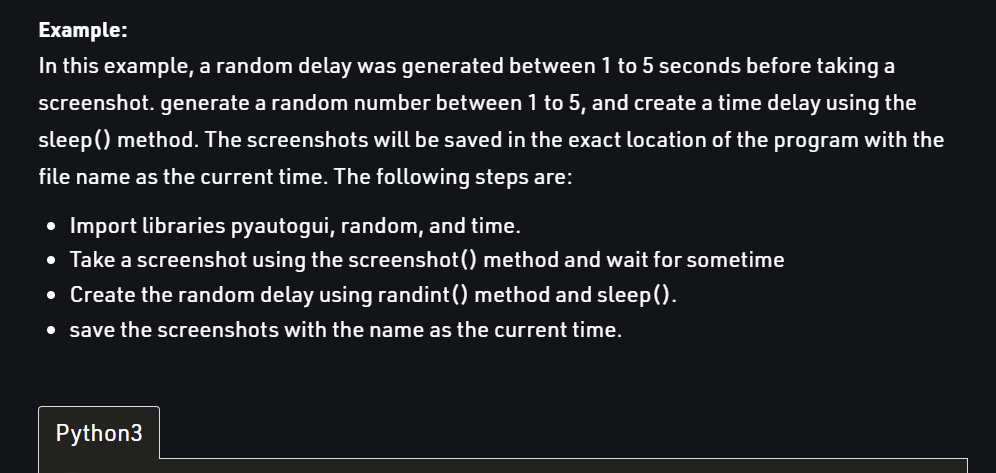 Example:
In this example, a random delay was generated between 1 to 5 seconds before taking a
screenshot. generate a random number between 1 to 5, and create a time delay using the
sleep() method. The screenshots will be saved in the exact location of the program with the
file name as the current time. The following steps are:
• Import libraries pyautogui, random, and time.
• Take a screenshot using the screenshot() method and wait for sometime
• Create the random delay using randint() method and sleep().
• save the screenshots with the name as the current time.
Python3